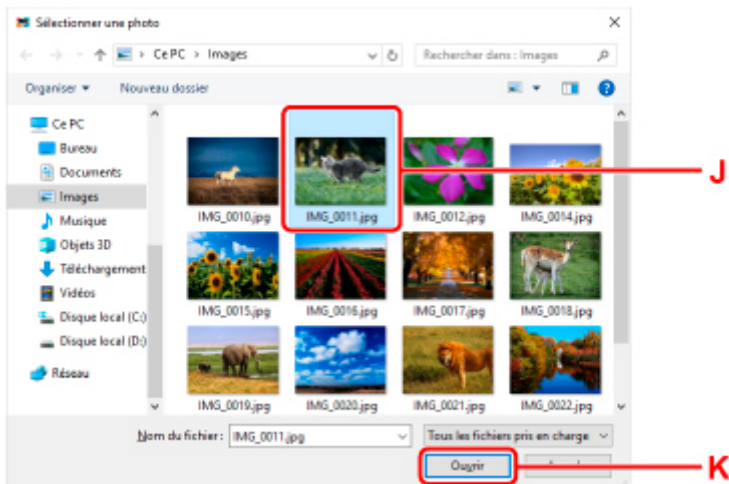 Sélectionner une photo
Ce PC > Images
Rechercher dans : Images
Organiser
Nouveau dossier
Ce PC
Bureau
Documents
Images
Musique
Objets 3D
Téléchargement
Vidéos
Disque local (C:)
Disque local (D:)
Réseau
IMG_0010.jpg IMG_0011.jpg IMG_0012.jpg IMG_0014.jpg
J
IMG_0015.jpg IMG_0016.jpg IMG_0017.jpg IMG_0018.jpg
IMG_0019.jpg IMG_0020.jpg IMG_0021.jpg IMG_0022.jpg
Nom du fichier : IMG_0011.jpg
Tous les fichiers pris en charge
Ouvrir
K